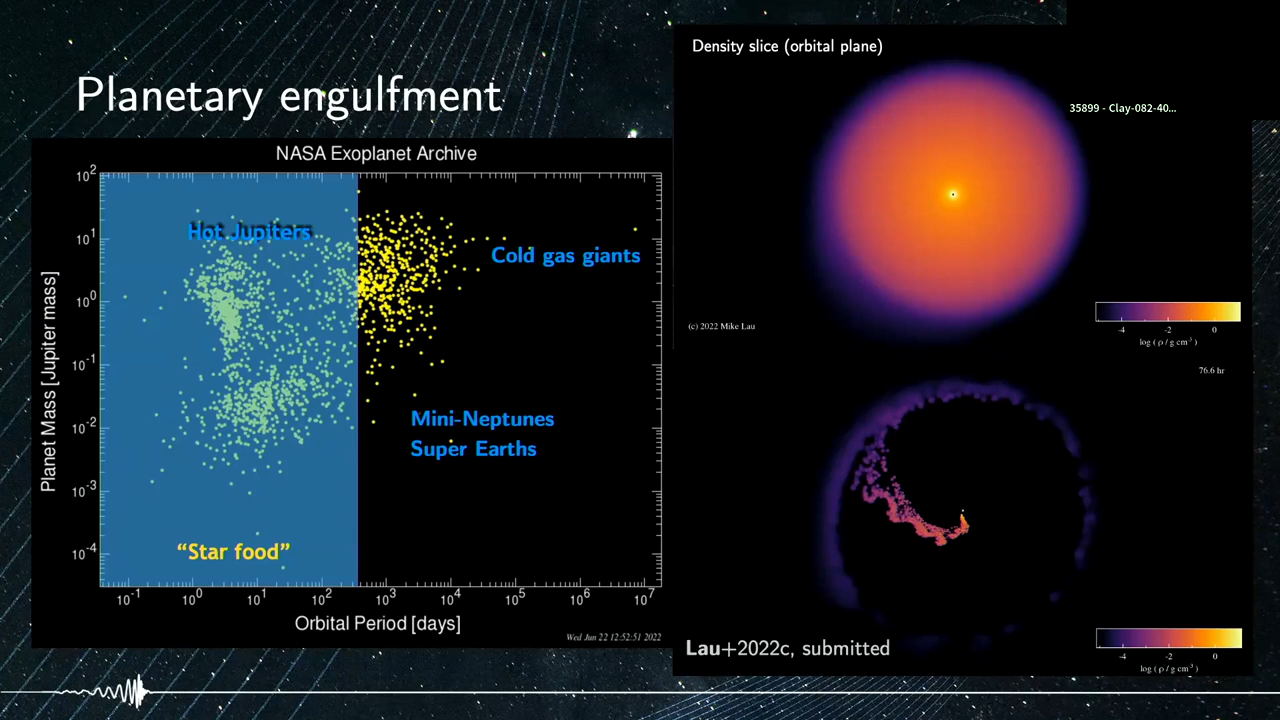 Planetary engulfment
NASA Exoplanet Archive
Planet Mass [Jupiter mass]
10²
10¹
10⁰
10⁻¹
10⁻²
10⁻³
10⁻⁴
Hot Jupiters
Cold gas giants
Mini-Neptunes
Super Earths
“Star food”
10⁻¹ 10⁰ 10¹ 10² 10³ 10⁴ 10⁵ 10⁶ 10⁷
Orbital Period [days]
Wed Jun 22 12:52:51 2022
Density slice (orbital plane)
35899 - Clay-082-40...
-4 -2 0
log ( ρ / g cm⁻³ )
(c) 2022 Mike Lau
76.6 hr
-4 -2 0
log ( ρ / g cm⁻³ )
Lau+2022c, submitted